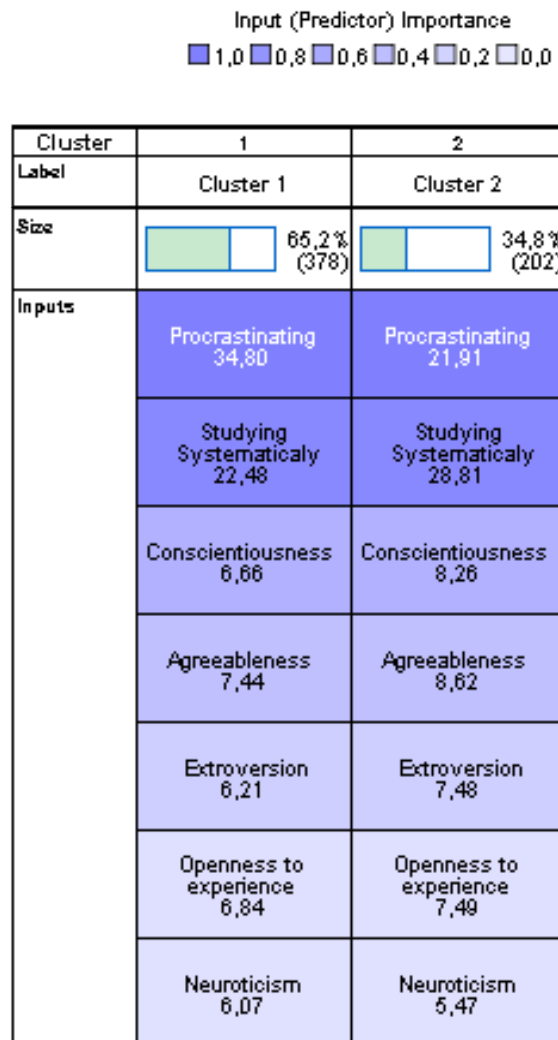 Input (Predictor) Importance
1,0 0,8 0,6 0,4 0,2 0,0
Cluster 1 2
Label Cluster 1 Cluster 2
Size 65,2% 34,8%
(378) (202)
Inputs
Procrastinating Procrastinating
34,80 21,91
Studying Studying
Systematicaly Systematicaly
22,48 28,81
Conscientiousness Conscientiousness
6,66 8,26
Agreeableness Agreeableness
7,44 8,62
Extroversion Extroversion
6,21 7,48
Openness to Openness to
experience experience
6,84 7,49
Neuroticism Neuroticism
6,07 5,47